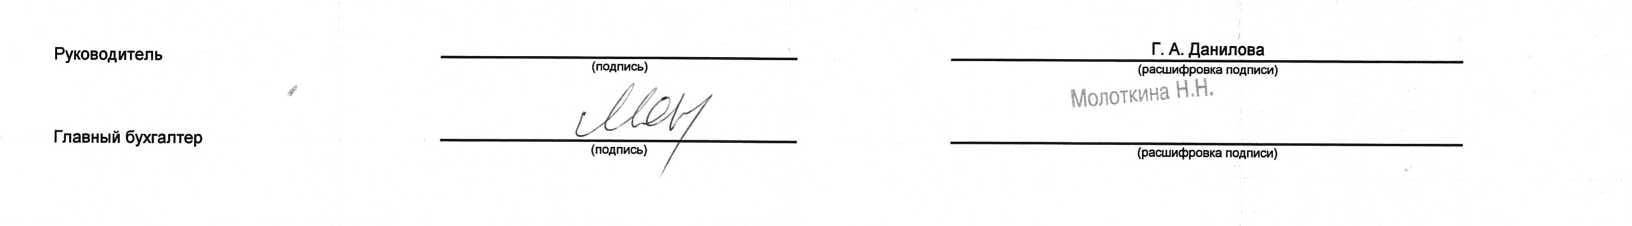 Руководитель Г. А. Данилова
(подпись) (расшифровка подписи)
Молоткина Н.Н.
Главный бухгалтер
(подпись) (расшифровка подписи)